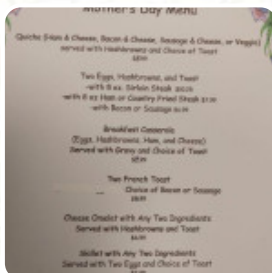 Mother's Day Menu
Quiche (Ham & Cheese, Bacon & Cheese, Sausage & Cheese, or Veggie)
served with Hashbrowns and Choice of Toast
Two Eggs, Hashbrowns, and Toast
-with 8 oz. Sirloin Steak
-with 6 oz Ham or Country Fried Steak
-with Bacon or Sausage
Breakfast Casserole
(Eggs, Hashbrowns, Ham, and Cheese)
Served with Gravy and Choice of Toast
Two French Toast
Choice of Bacon or Sausage
Cheese Omelet with Any Two Ingredients
Served with Hashbrowns and Toast
Skillet with Any Two Ingredients
Served with Two Eggs and Choice of Toast